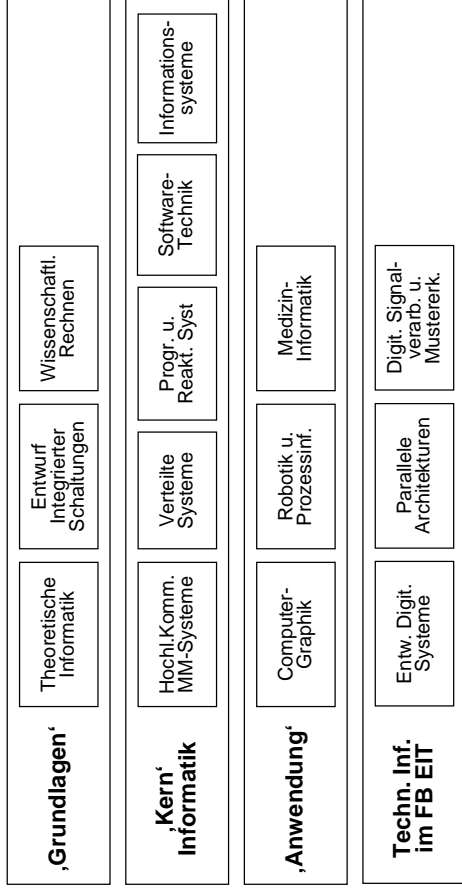 ‚Grundlagen‘
Theoretische
Informatik
Entwurf
Integrierter
Schaltungen
Wissenschaftl.
Rechnen
‚Kern‘
Informatik
Hochl.Komm.
MM-Systeme
Verteilte
Systeme
Progr. u.
Reakt. Syst
Software-
Technik
Informations-
systeme
‚Anwendung‘
Computer-
Graphik
Robotik u.
Prozessinf.
Medizin-
Informatik
Techn. Inf.
im FB EIT
Entw. Digit.
Systeme
Parallele
Architekturen
Digit. Signal-
verarb. u.
Mustererk.